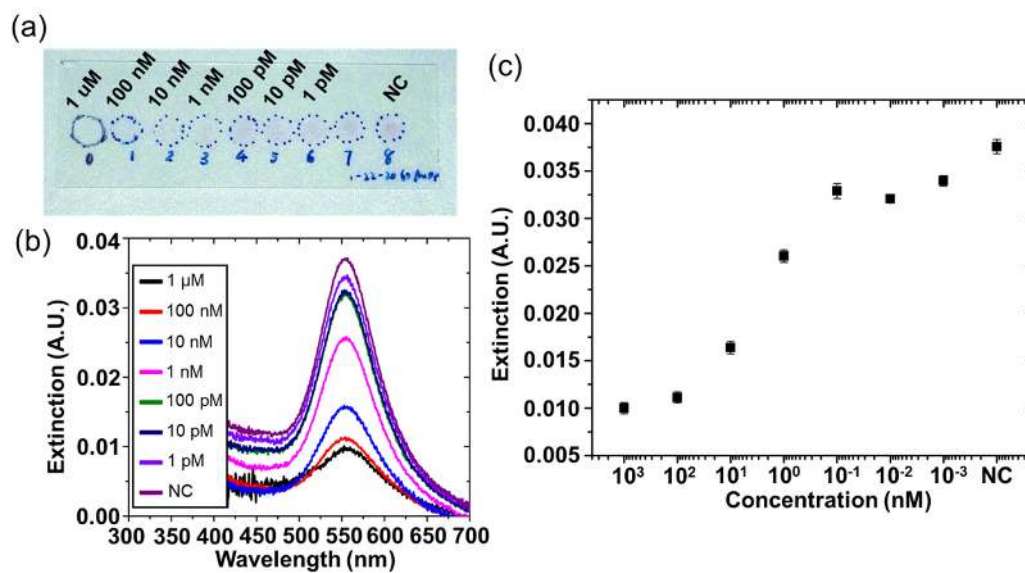 (a)
1 uM 100 nM 10 nM 1 nM 100 pM 10 pM 1 pM NC
0 1 2 3 4 5 6 7 8
(b)
0.04
0.03
0.02
0.01
0.00
Extinction (A.U.)
1 µM
100 nM
10 nM
1 nM
100 pM
10 pM
1 pM
NC
300 350 400 450 500 550 600 650 700
Wavelength (nm)
(c)
0.040
0.035
0.030
0.025
0.020
0.015
0.010
0.005
Extinction (A.U.)
10³ 10² 10¹ 10⁰ 10⁻¹ 10⁻² 10⁻³ NC
Concentration (nM)